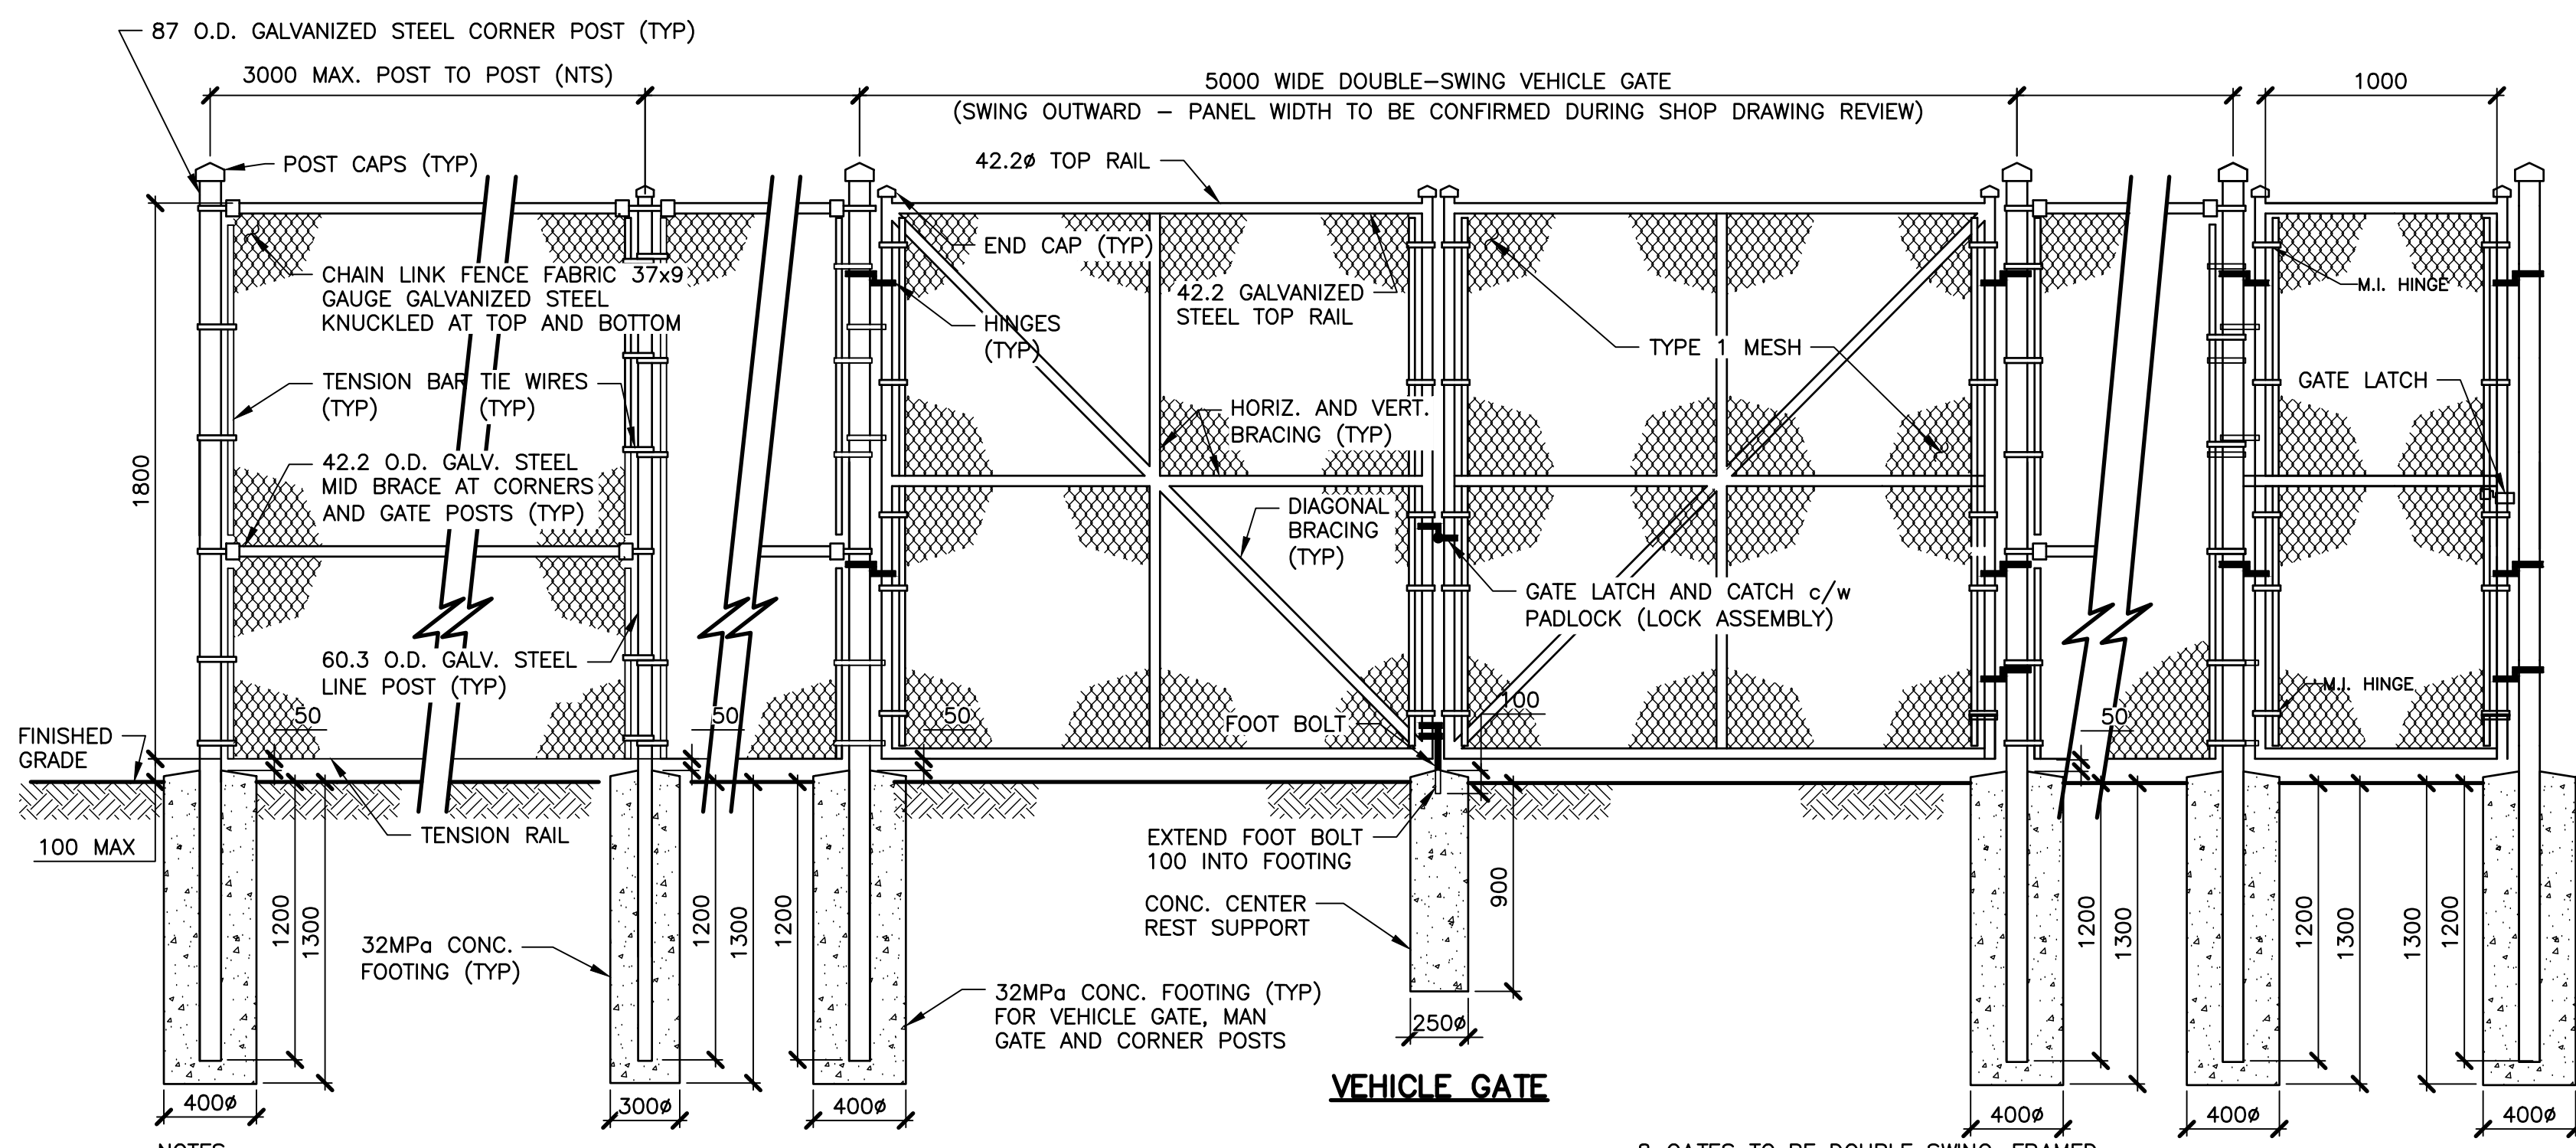 87 O.D. GALVANIZED STEEL CORNER POST (TYP)
3000 MAX. POST TO POST (NTS)
5000 WIDE DOUBLE-SWING VEHICLE GATE
(SWING OUTWARD - PANEL WIDTH TO BE CONFIRMED DURING SHOP DRAWING REVIEW)
1000
POST CAPS (TYP)
42.2ø TOP RAIL
END CAP (TYP)
CHAIN LINK FENCE FABRIC 37x9
GAUGE GALVANIZED STEEL
KNUCKLED AT TOP AND BOTTOM
HINGES
(TYP)
42.2 GALVANIZED
STEEL TOP RAIL
TYPE 1 MESH
M.I. HINGE
GATE LATCH
TENSION BAR
(TYP)
TIE WIRES
(TYP)
HORIZ. AND VERT.
BRACING (TYP)
1800
42.2 O.D. GALV. STEEL
MID BRACE AT CORNERS
AND GATE POSTS (TYP)
DIAGONAL
BRACING
(TYP)
GATE LATCH AND CATCH c/w
PADLOCK (LOCK ASSEMBLY)
60.3 O.D. GALV. STEEL
LINE POST (TYP)
M.I. HINGE
50
50
50
FOOT BOLT
100
50
FINISHED
GRADE
100 MAX
TENSION RAIL
EXTEND FOOT BOLT
100 INTO FOOTING
CONC. CENTER
REST SUPPORT
900
1200
1300
32MPa CONC.
FOOTING (TYP)
1200
1300
1200
32MPa CONC. FOOTING (TYP)
FOR VEHICLE GATE, MAN
GATE AND CORNER POSTS
250ø
1200
1300
1200
1300
1300
1200
VEHICLE GATE
400ø
300ø
400ø
400ø
400ø
400ø
NOTES
8 GATES TO BE DOUBLE SWING FRAMED